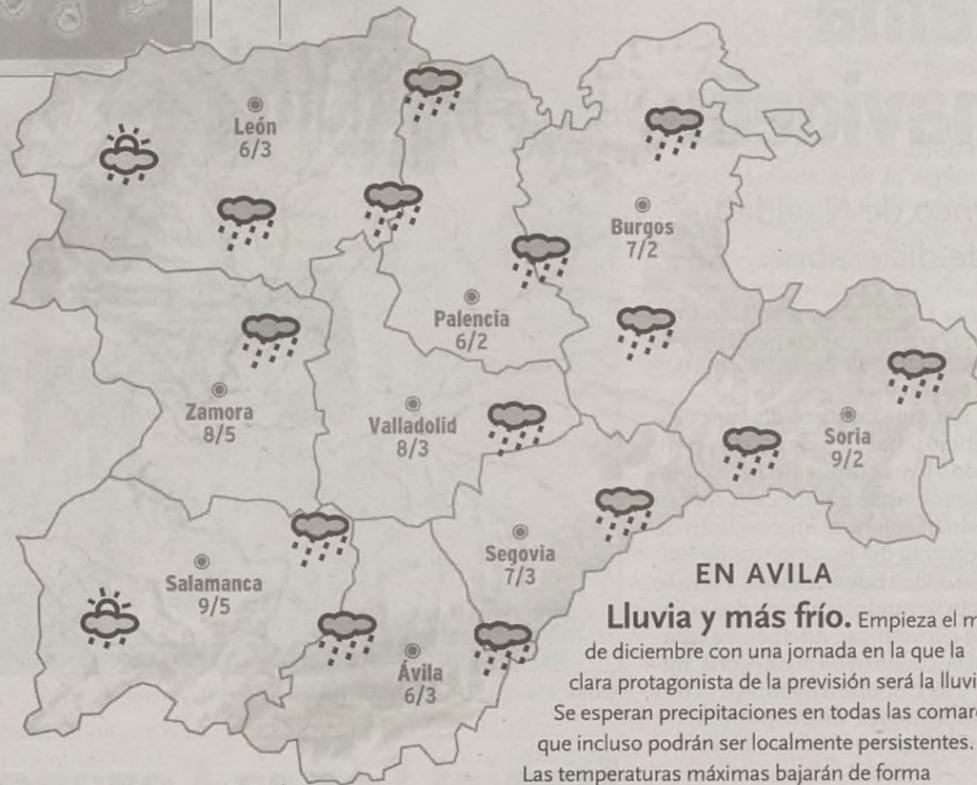 León
6/3
Burgos
7/2
Palencia
6/2
Zamora
8/5
Valladolid
8/3
Soria
9/2
Segovia
7/3
Salamanca
9/5
Ávila
6/3
EN AVILA
Lluvia y más frío. Empieza el m
de diciembre con una jornada en la que la
clara protagonista de la previsión será la lluvi
Se esperan precipitaciones en todas las comar
que incluso podrán ser localmente persistentes.
Las temperaturas máximas bajarán de forma